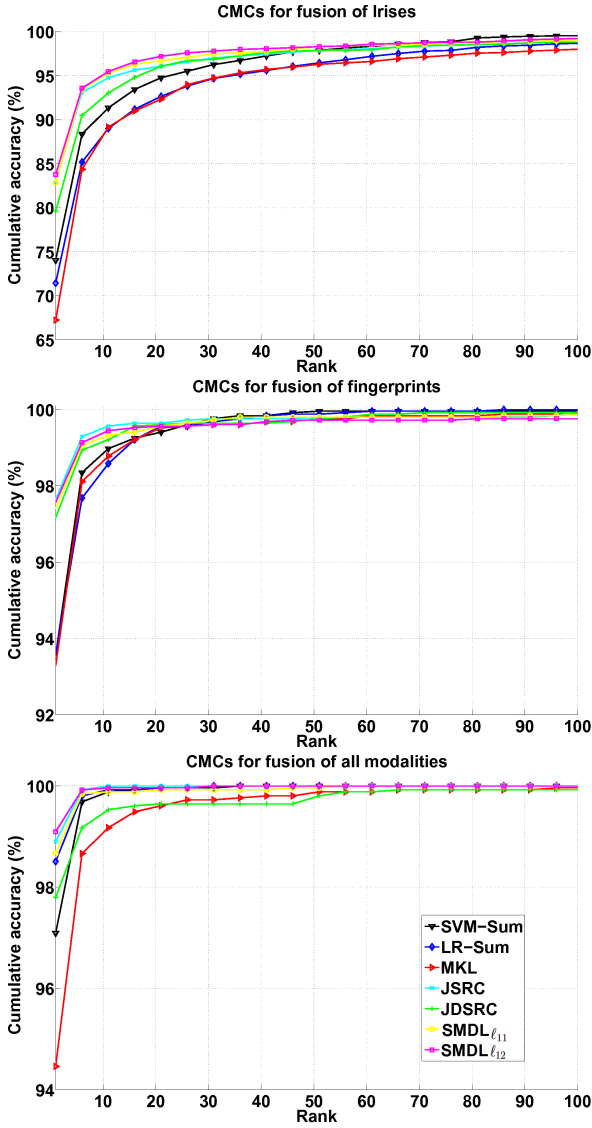 CMCs for fusion of Irises
Cumulative accuracy (%)
100
95
90
85
80
75
70
65
10 20 30 40 50 60 70 80 90 100
Rank
CMCs for fusion of fingerprints
Cumulative accuracy (%)
100
98
96
94
92
10 20 30 40 50 60 70 80 90 100
Rank
CMCs for fusion of all modalities
Cumulative accuracy (%)
100
98
96
94
SVM−Sum
LR−Sum
MKL
JSRC
JDSRC
SMDL ℓ11
SMDL ℓ12
10 20 30 40 50 60 70 80 90 100
Rank